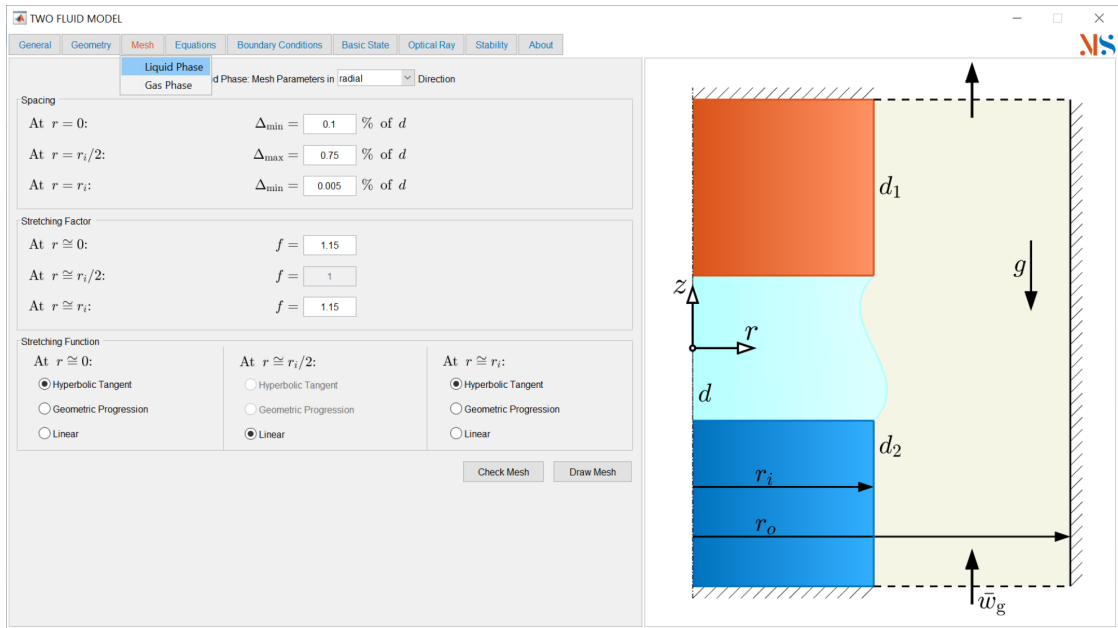 TWO FLUID MODEL
General Geometry Mesh Equations Boundary Conditions Basic State Optical Ray Stability About
Liquid Phase
Gas Phase
d Phase: Mesh Parameters in radial Direction
Spacing
At r = 0: Δmin = 0.1 % of d
At r = ri/2: Δmax = 0.75 % of d
At r = ri: Δmin = 0.005 % of d
Stretching Factor
At r ≅ 0: f = 1.15
At r ≅ ri/2: f = 1
At r ≅ ri: f = 1.15
Stretching Function
At r ≅ 0: At r ≅ ri/2: At r ≅ ri:
Hyperbolic Tangent Hyperbolic Tangent Hyperbolic Tangent
Geometric Progression Geometric Progression Geometric Progression
Linear Linear Linear
Check Mesh Draw Mesh
d1
g
z
r
d
d2
ri
ro
w̄g